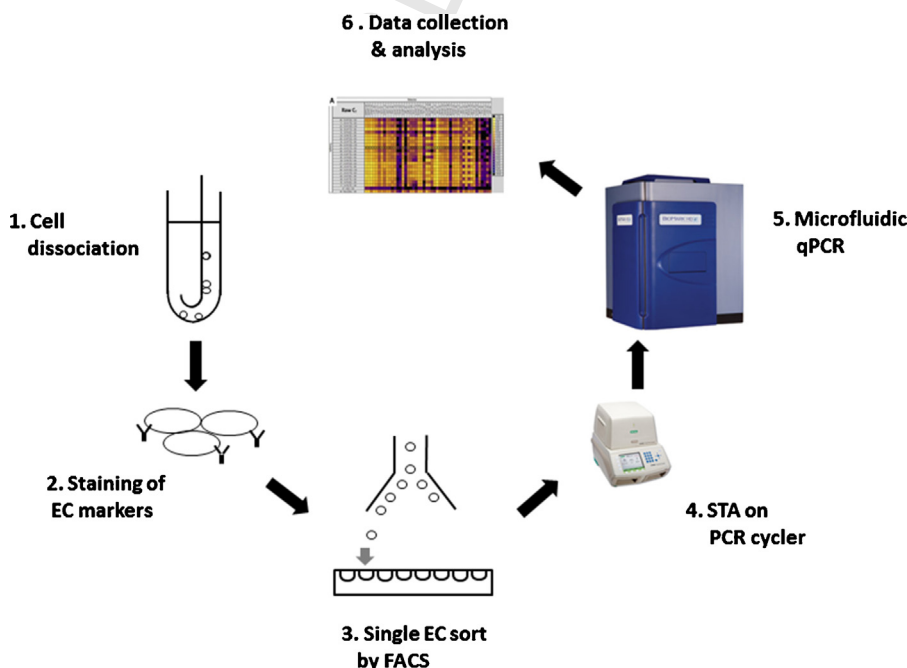 6 . Data collection
& analysis
A
Raw C.
1. Cell
dissociation
5. Microfluidic
qPCR
2. Staining of
EC markers
4. STA on
PCR cycler
3. Single EC sort
by FACS